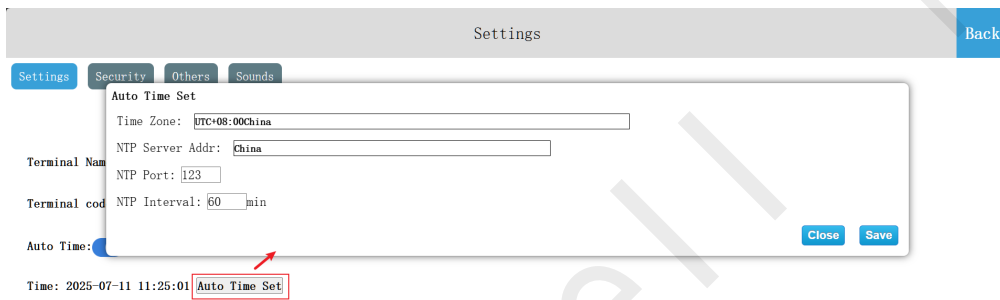 Settings
Back
Settings Security Others Sounds
Auto Time Set
Time Zone: UTC+08:00China
NTP Server Addr: China
Terminal Nam
NTP Port: 123
Terminal cod
NTP Interval: 60 min
Close Save
Auto Time:
Time: 2025-07-11 11:25:01 Auto Time Set